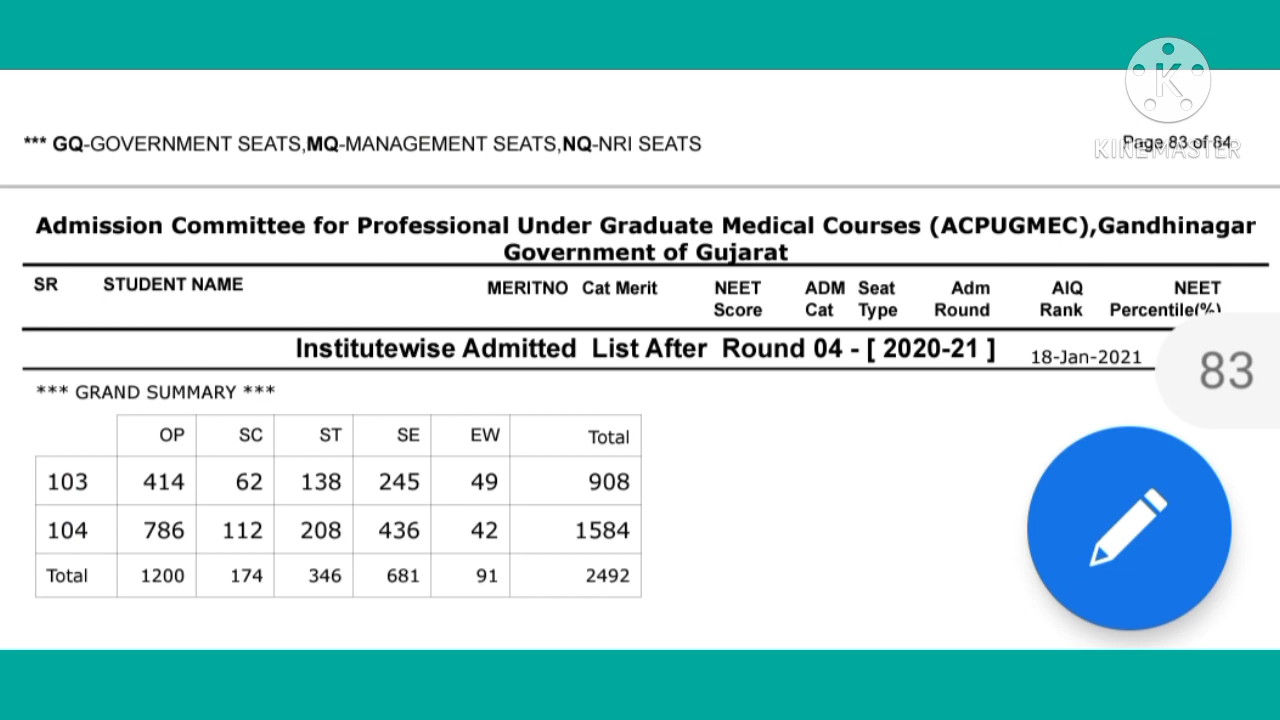 *** GQ-GOVERNMENT SEATS,MQ-MANAGEMENT SEATS,NQ-NRI SEATS Page 83 of 84
K
KINEMASTER
Admission Committee for Professional Under Graduate Medical Courses (ACPUGMEC),Gandhinagar
Government of Gujarat
SR STUDENT NAME MERITNO Cat Merit NEET Score ADM Cat Seat Type Adm Round AIQ Rank NEET Percentile(%)
Institutewise Admitted List After Round 04 - [ 2020-21 ] 18-Jan-2021
83
*** GRAND SUMMARY ***
OP SC ST SE EW Total
103 414 62 138 245 49 908
104 786 112 208 436 42 1584
Total 1200 174 346 681 91 2492